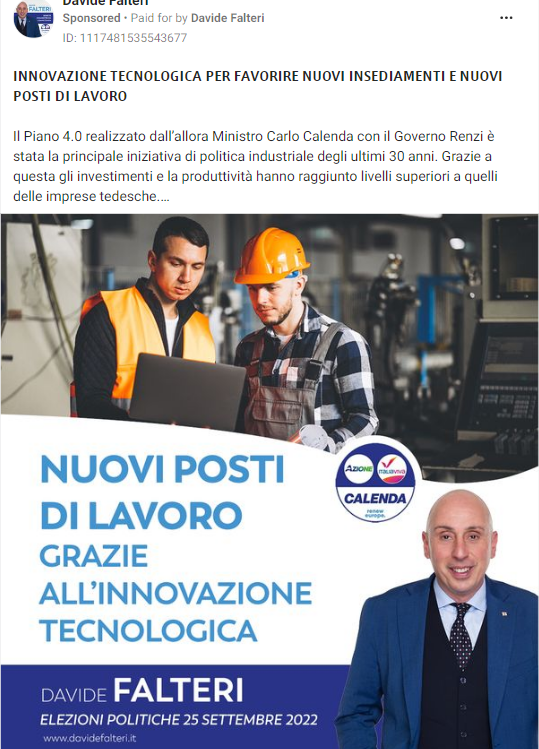 Davide Falteri
Sponsored • Paid for by Davide Falteri
ID: 1117481535543677
INNOVAZIONE TECNOLOGICA PER FAVORIRE NUOVI INSEDIAMENTI E NUOVI
POSTI DI LAVORO
Il Piano 4.0 realizzato dall'allora Ministro Carlo Calenda con il Governo Renzi è
stata la principale iniziativa di politica industriale degli ultimi 30 anni. Grazie a
questa gli investimenti e la produttività hanno raggiunto livelli superiori a quelli
delle imprese tedesche....
NUOVI POSTI
DI LAVORO
GRAZIE
ALL'INNOVAZIONE
TECNOLOGICA
AZIONE
ITALIAVIVA
CALENDA
renew
europe.
DAVIDE FALTERI
ELEZIONI POLITICHE 25 SETTEMBRE 2022
www.davidefalteri.it